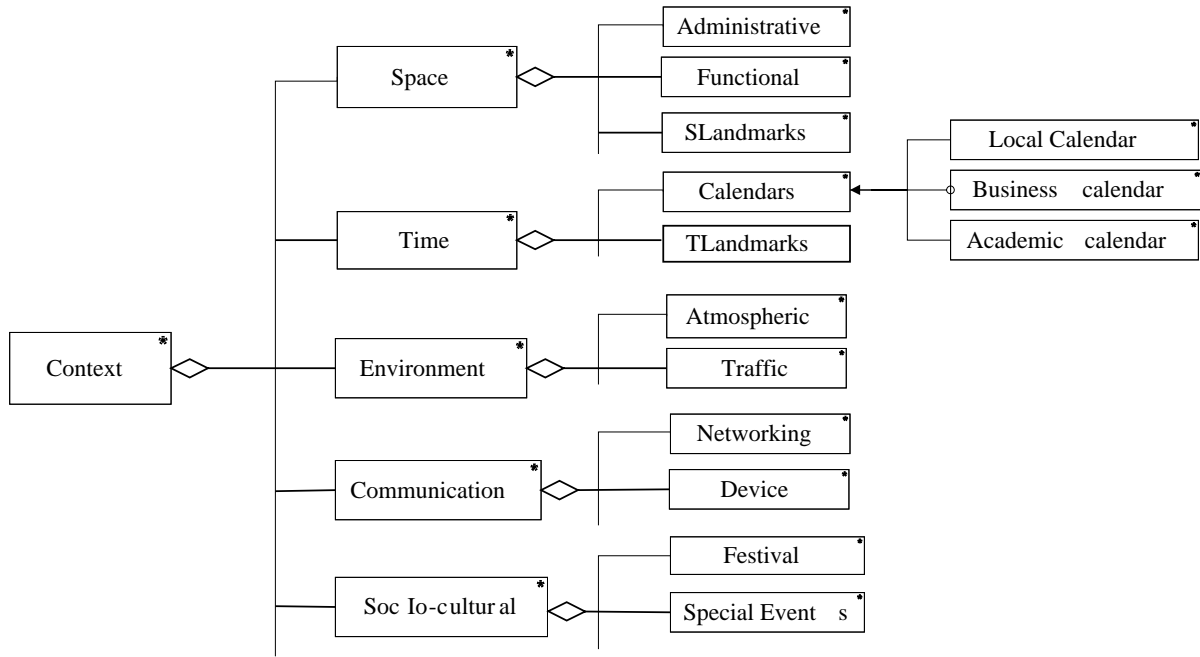 Administrative *
Space *
Functional *
SLandmarks *
Local Calendar *
Calendars *
Business calendar *
Time *
TLandmarks
Academic calendar *
Atmospheric *
Context *
Environment *
Traffic *
Networking *
Communication *
Device *
Festival *
Soc Io-cultur al *
Special Event s *